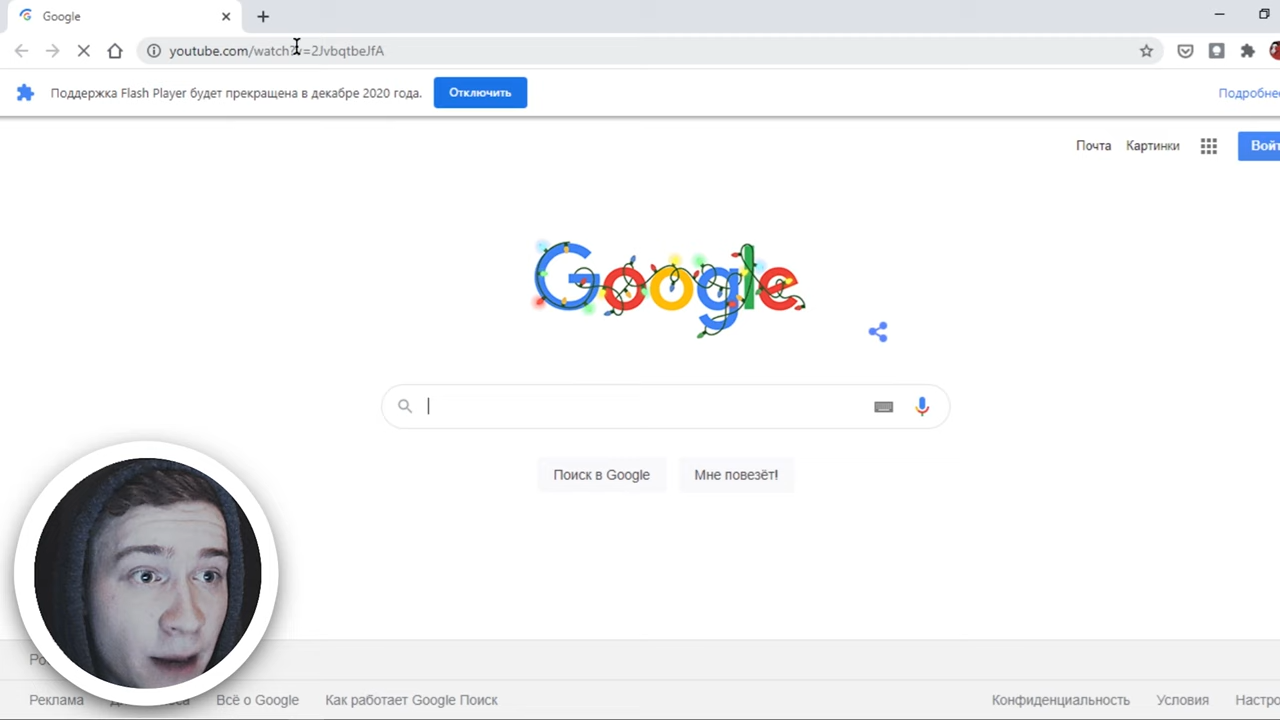 Google
youtube.com/watch?v=2JvbqtbeJfA
Поддержка Flash Player будет прекращена в декабре 2020 года.
Отключить
Подробнее
Почта
Картинки
Войт
Google
Поиск в Google
Мне повезёт!
Реклама
Всё о Google
Как работает Google Поиск
Конфиденциальность
Условия
Настро